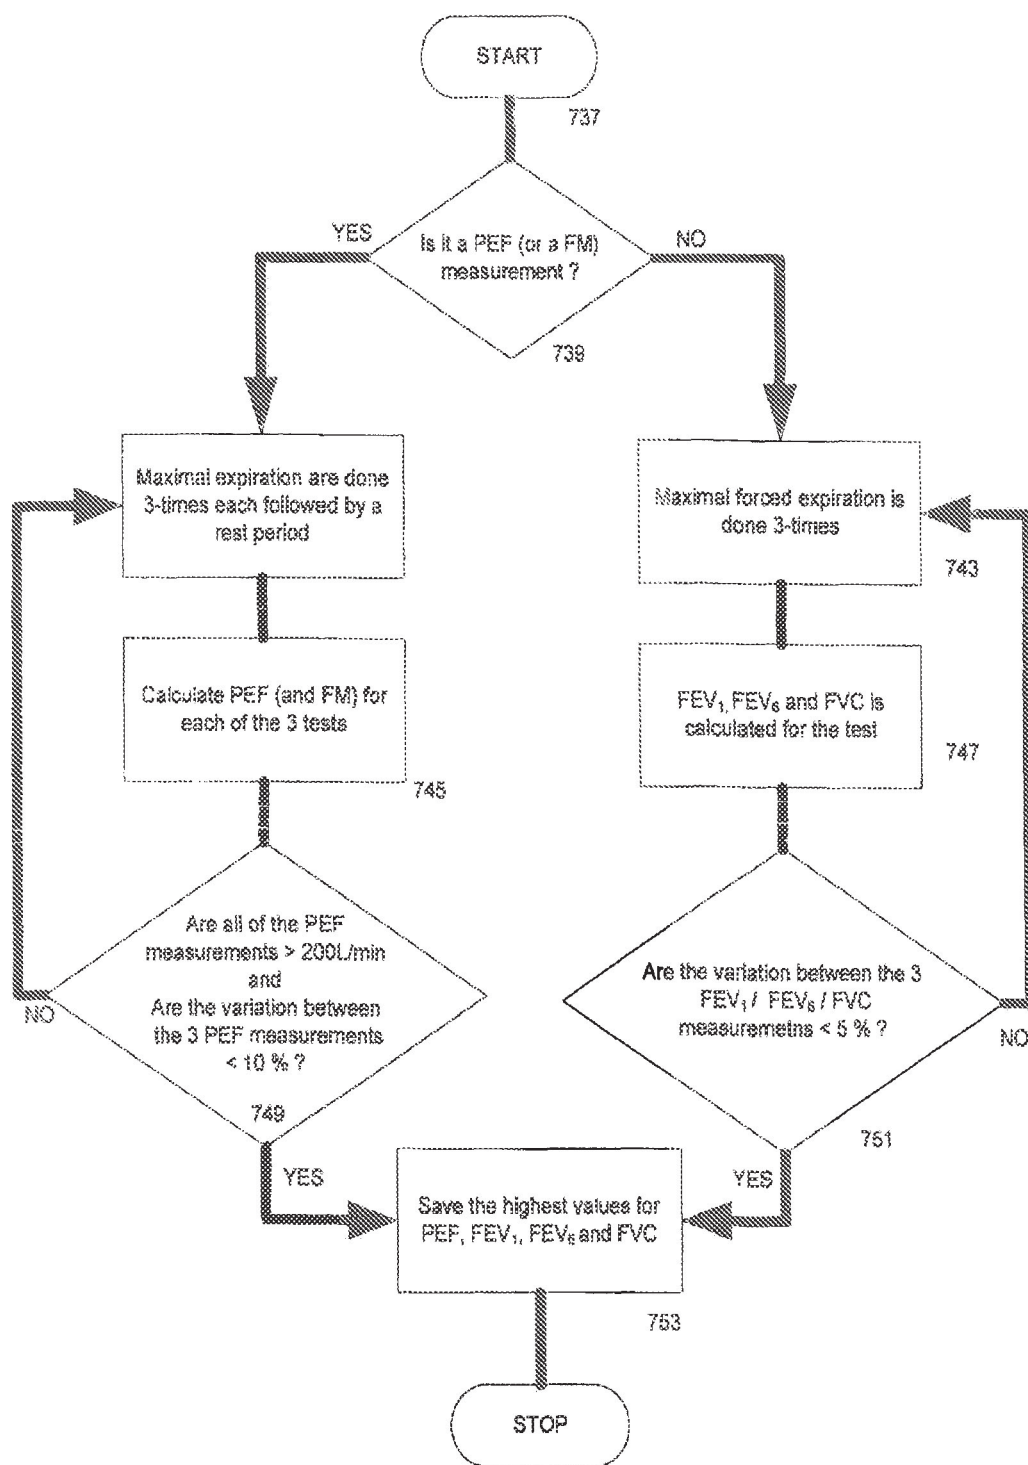 START
737
Is it a PEF (or a FM)
measurement ?
YES
NO
739
Maximal expiration are done
3-times each followed by a
rest period
Maximal forced expiration is
done 3-times
743
Calculate PEF (and FM) for
each of the 3 tests
745
FEV₁, FEV₆ and FVC is
calculated for the test
747
Are all of the PEF
measurements > 200L/min
and
Are the variation between
the 3 PEF measurements
< 10 % ?
NO
749
YES
Are the variation between the 3
FEV₁ / FEV₆ / FVC
measuremetns < 5 % ?
NO
751
YES
Save the highest values for
PEF, FEV₁, FEV₆ and FVC
753
STOP